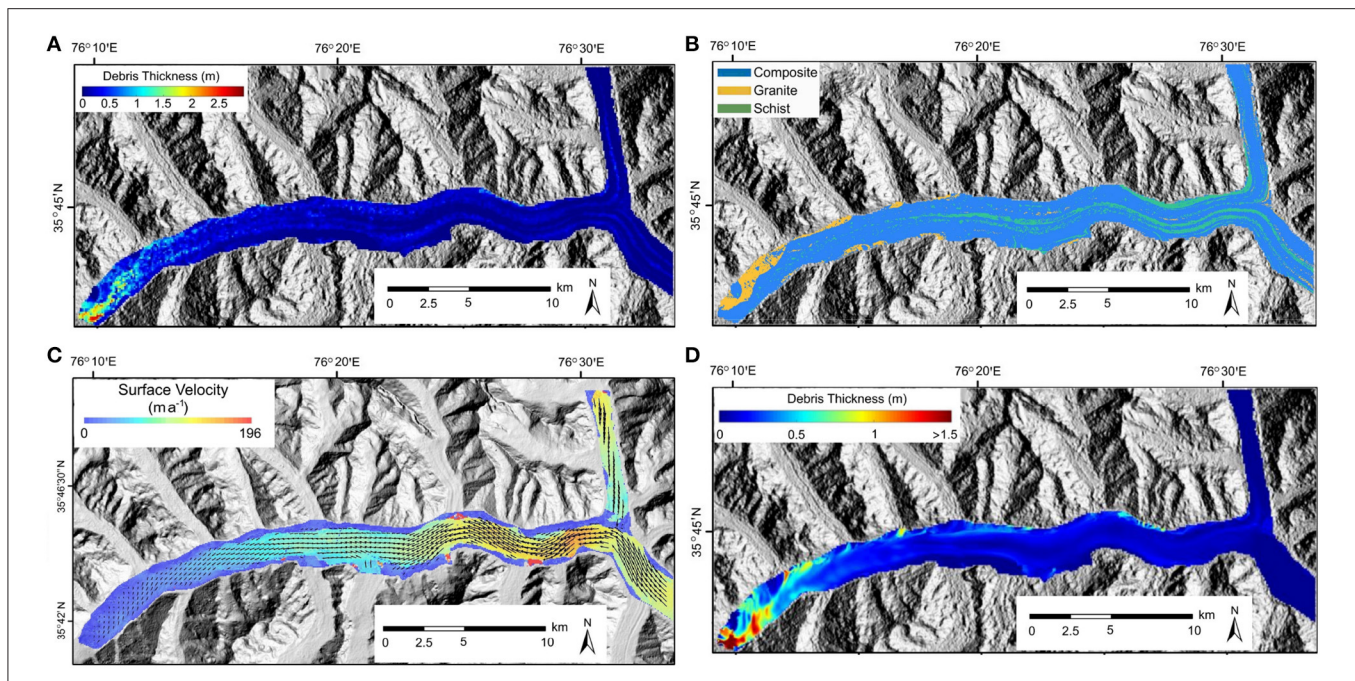 A
76°10'E
76°20'E
76°30'E
Debris Thickness (m)
0 0.5 1 1.5 2 2.5
35°45'N
km
0 2.5 5 10
N
B
76°10'E
76°20'E
76°30'E
Composite
Granite
Schist
35°45'N
km
0 2.5 5 10
N
C
76°10'E
76°20'E
76°30'E
Surface Velocity
(m a⁻¹)
0 196
35°46'30"N
35°42'N
km
0 2.5 5 10
N
D
76°10'E
76°20'E
76°30'E
Debris Thickness (m)
0 0.5 1 >1.5
35°45'N
km
0 2.5 5 10
N